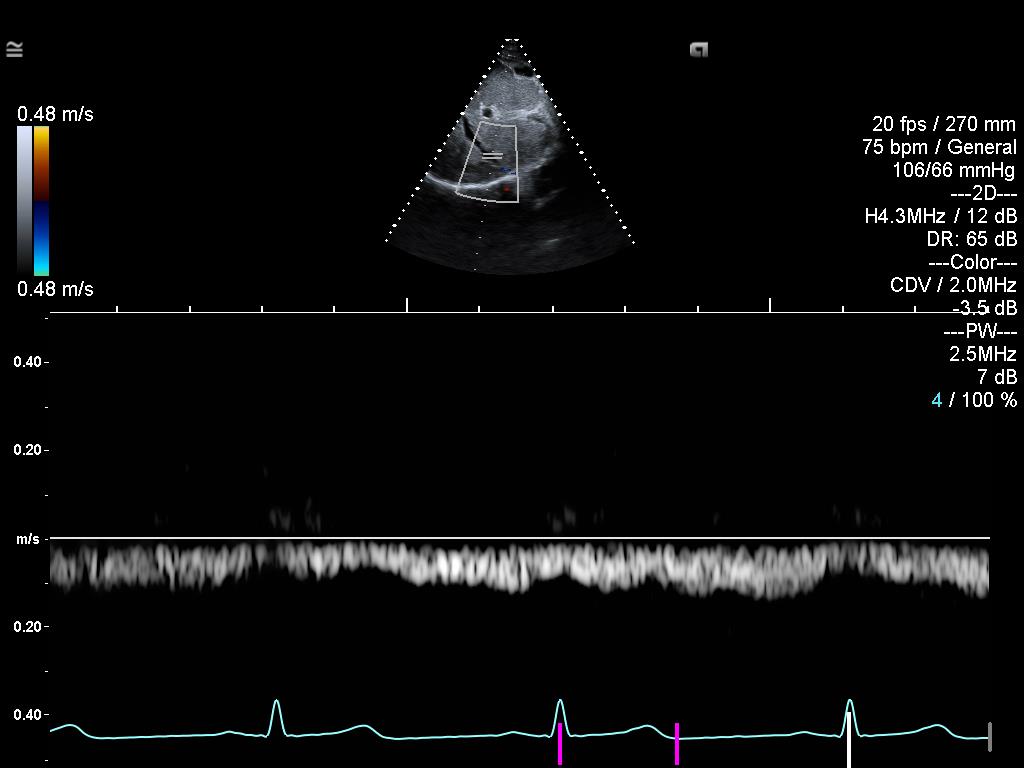 0.48 m/s
0.48 m/s
20 fps / 270 mm
75 bpm / General
106/66 mmHg
---2D---
H4.3MHz / 12 dB
DR: 65 dB
---Color---
CDV / 2.0MHz
-3.5 dB
---PW---
2.5MHz
7 dB
4 / 100 %
0.40
0.20
m/s
0.20
0.40